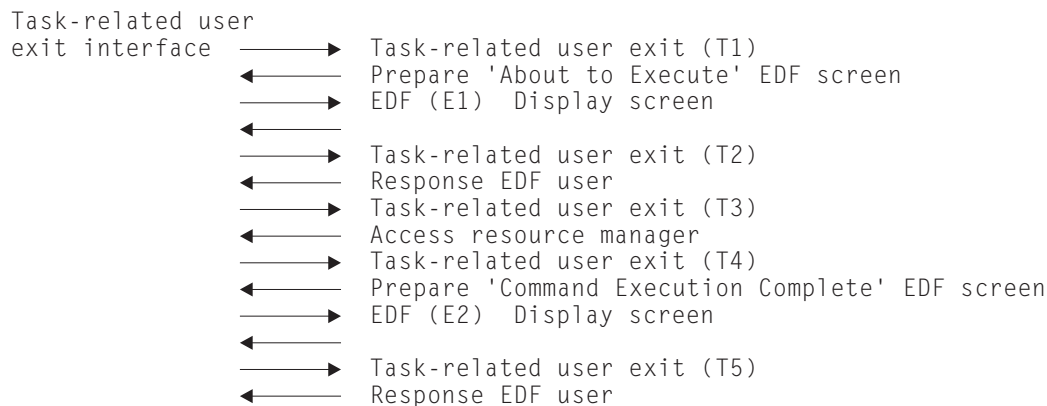 Task-related user
exit interface Task-related user exit (T1)
Prepare 'About to Execute' EDF screen
EDF (E1) Display screen
Task-related user exit (T2)
Response EDF user
Task-related user exit (T3)
Access resource manager
Task-related user exit (T4)
Prepare 'Command Execution Complete' EDF screen
EDF (E2) Display screen
Task-related user exit (T5)
Response EDF user